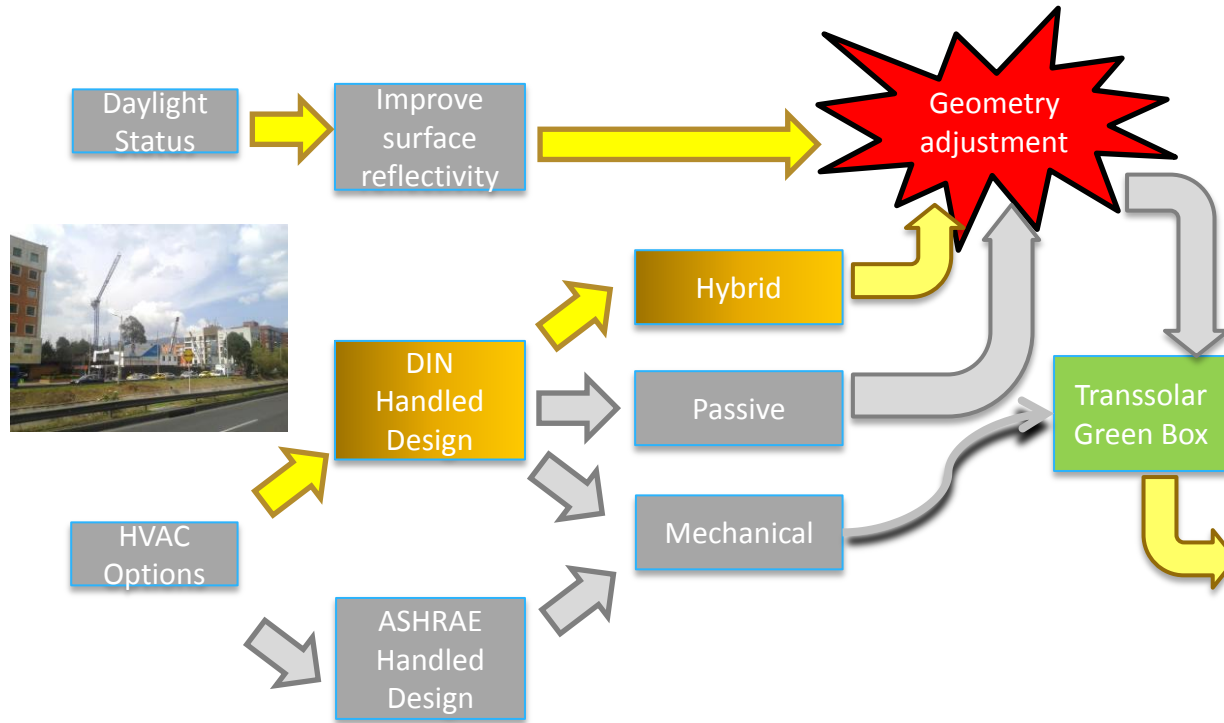 Daylight
Status
Improve
surface
reflectivity
Geometry
adjustment
Hybrid
DIN
Handled
Design
Passive
Transsolar
Green Box
HVAC
Options
Mechanical
ASHRAE
Handled
Design